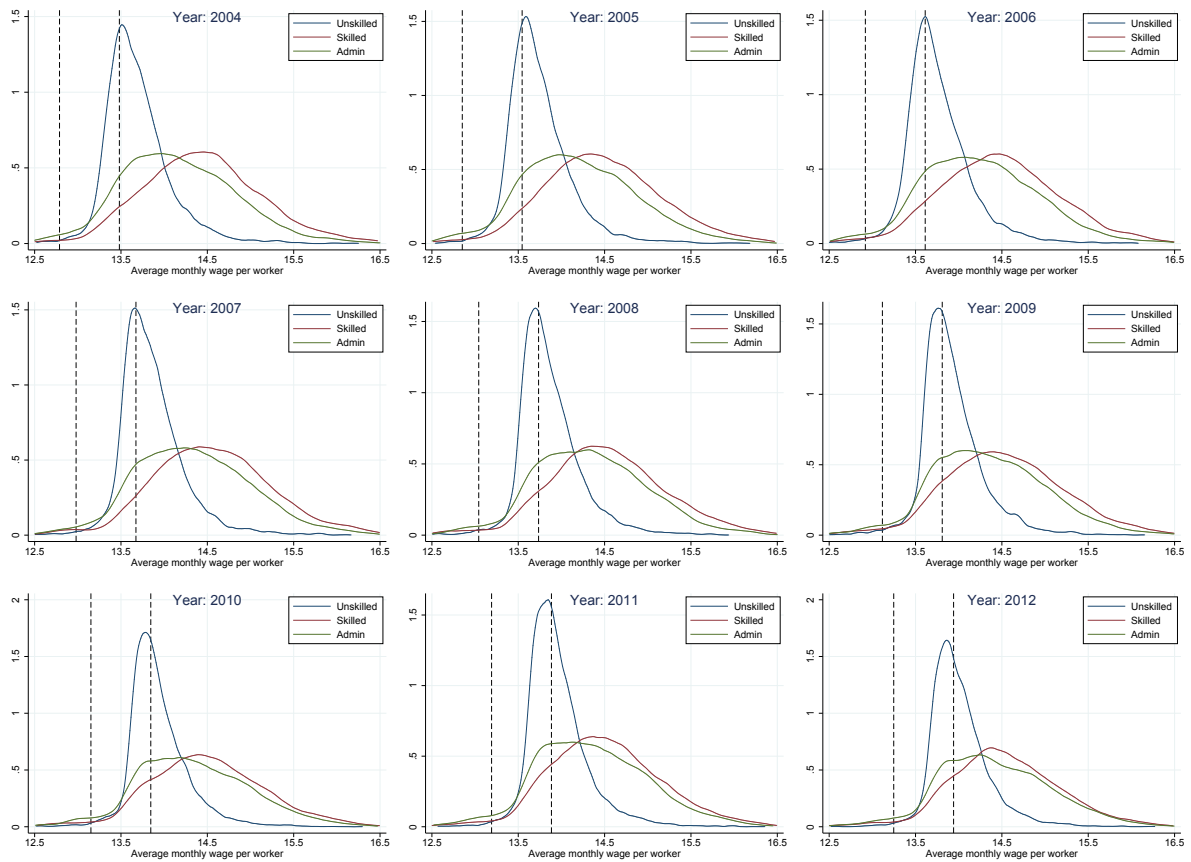 Year: 2004
Unskilled
Skilled
Admin
1.5
1
.5
0
12.5 13.5 14.5 15.5 16.5
Average monthly wage per worker
Year: 2005
Unskilled
Skilled
Admin
1.5
1
.5
0
12.5 13.5 14.5 15.5 16.5
Average monthly wage per worker
Year: 2006
Unskilled
Skilled
Admin
1.5
1
.5
0
12.5 13.5 14.5 15.5 16.5
Average monthly wage per worker
Year: 2007
Unskilled
Skilled
Admin
1.5
1
.5
0
12.5 13.5 14.5 15.5 16.5
Average monthly wage per worker
Year: 2008
Unskilled
Skilled
Admin
1.5
1
.5
0
12.5 13.5 14.5 15.5 16.5
Average monthly wage per worker
Year: 2009
Unskilled
Skilled
Admin
1.5
1
.5
0
12.5 13.5 14.5 15.5 16.5
Average monthly wage per worker
Year: 2010
Unskilled
Skilled
Admin
2
1.5
1
.5
0
12.5 13.5 14.5 15.5 16.5
Average monthly wage per worker
Year: 2011
Unskilled
Skilled
Admin
1.5
1
.5
0
12.5 13.5 14.5 15.5 16.5
Average monthly wage per worker
Year: 2012
Unskilled
Skilled
Admin
2
1.5
1
.5
0
12.5 13.5 14.5 15.5 16.5
Average monthly wage per worker